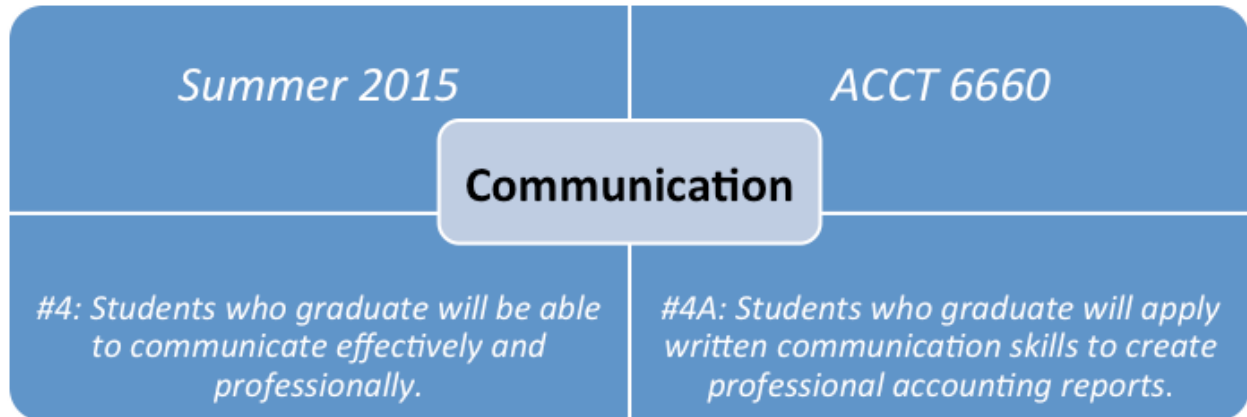 Summer 2015
ACCT 6660
Communication
#4: Students who graduate will be able
to communicate effectively and
professionally.
#4A: Students who graduate will apply
written communication skills to create
professional accounting reports.